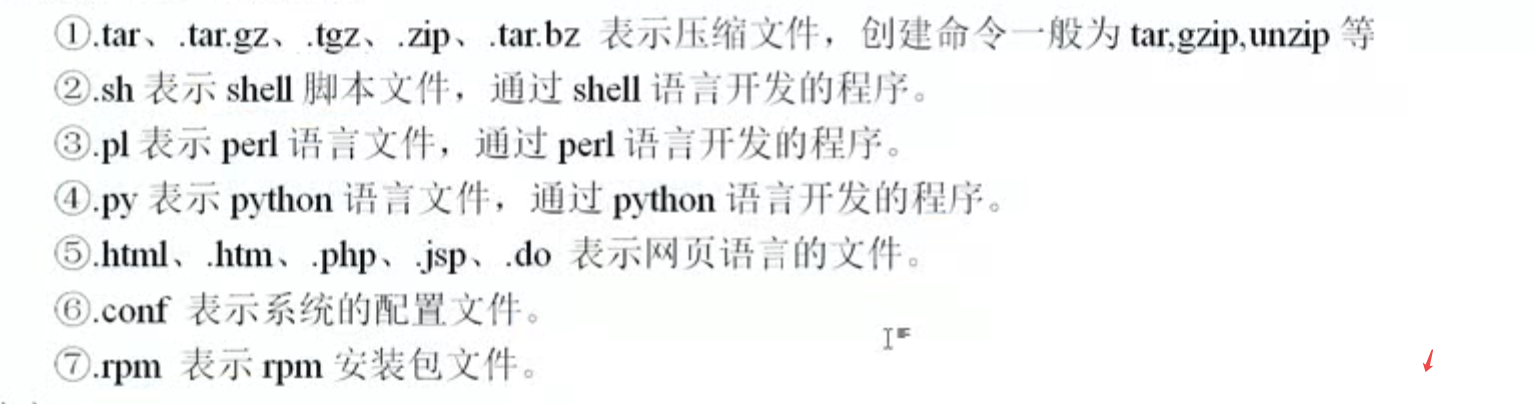 ①.tar、.tar.gz、.tgz、.zip、.tar.bz 表示压缩文件，创建命令一般为 tar,gzip,unzip 等
②.sh 表示 shell 脚本文件，通过 shell 语言开发的程序。
③.pl 表示 perl 语言文件，通过 perl 语言开发的程序。
④.py 表示 python 语言文件，通过 python 语言开发的程序。
⑤.html、.htm、.php、.jsp、.do 表示网页语言的文件。
⑥.conf 表示系统的配置文件。
⑦.rpm 表示 rpm 安装包文件。